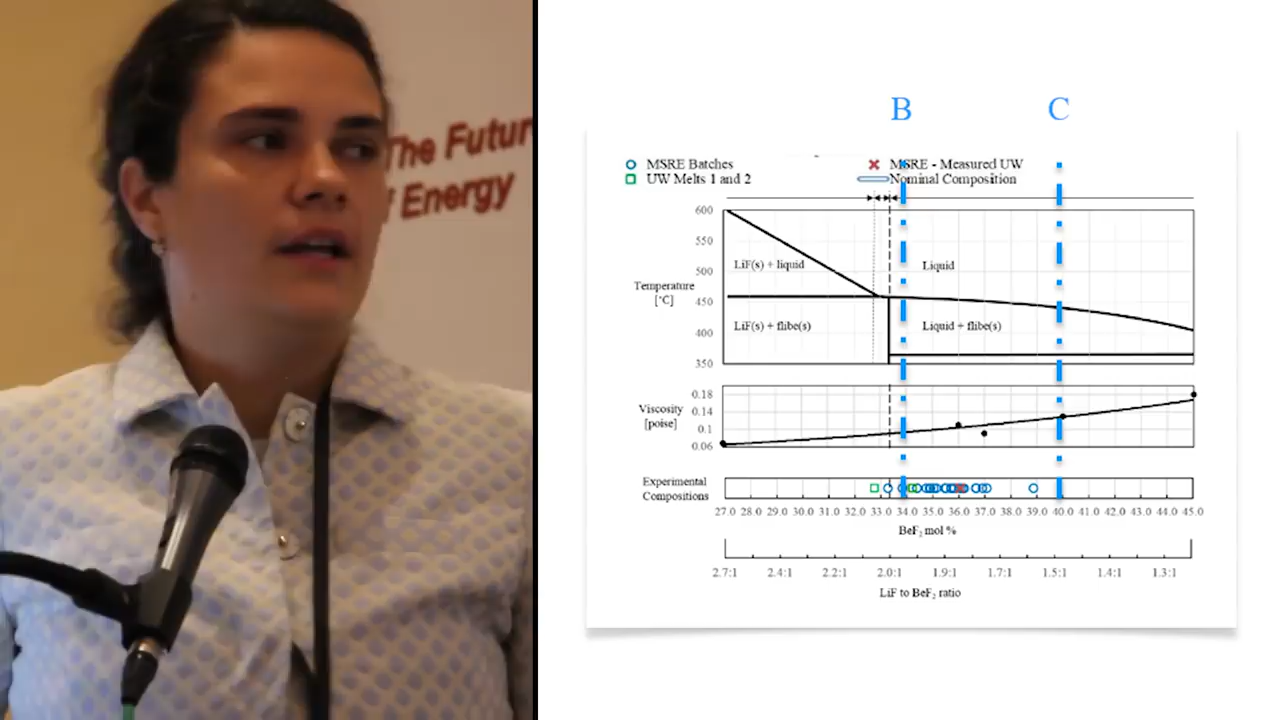 The Futur
f Energy
B
C
MSRE Batches
MSRE - Measured UW
UW Melts 1 and 2
Nominal Composition
600
550
500
450
400
350
Temperature
[°C]
LiF(s) + liquid
Liquid
LiF(s) + flibe(s)
Liquid + flibe(s)
Viscosity
[poise]
0.18
0.14
0.1
0.06
Experimental
Compositions
27.0 28.0 29.0 30.0 31.0 32.0 33.0 34.0 35.0 36.0 37.0 38.0 39.0 40.0 41.0 42.0 43.0 44.0 45.0
BeF₂ mol %
2.7:1 2.4:1 2.2:1 2.0:1 1.9:1 1.7:1 1.5:1 1.4:1 1.3:1
LiF to BeF₂ ratio